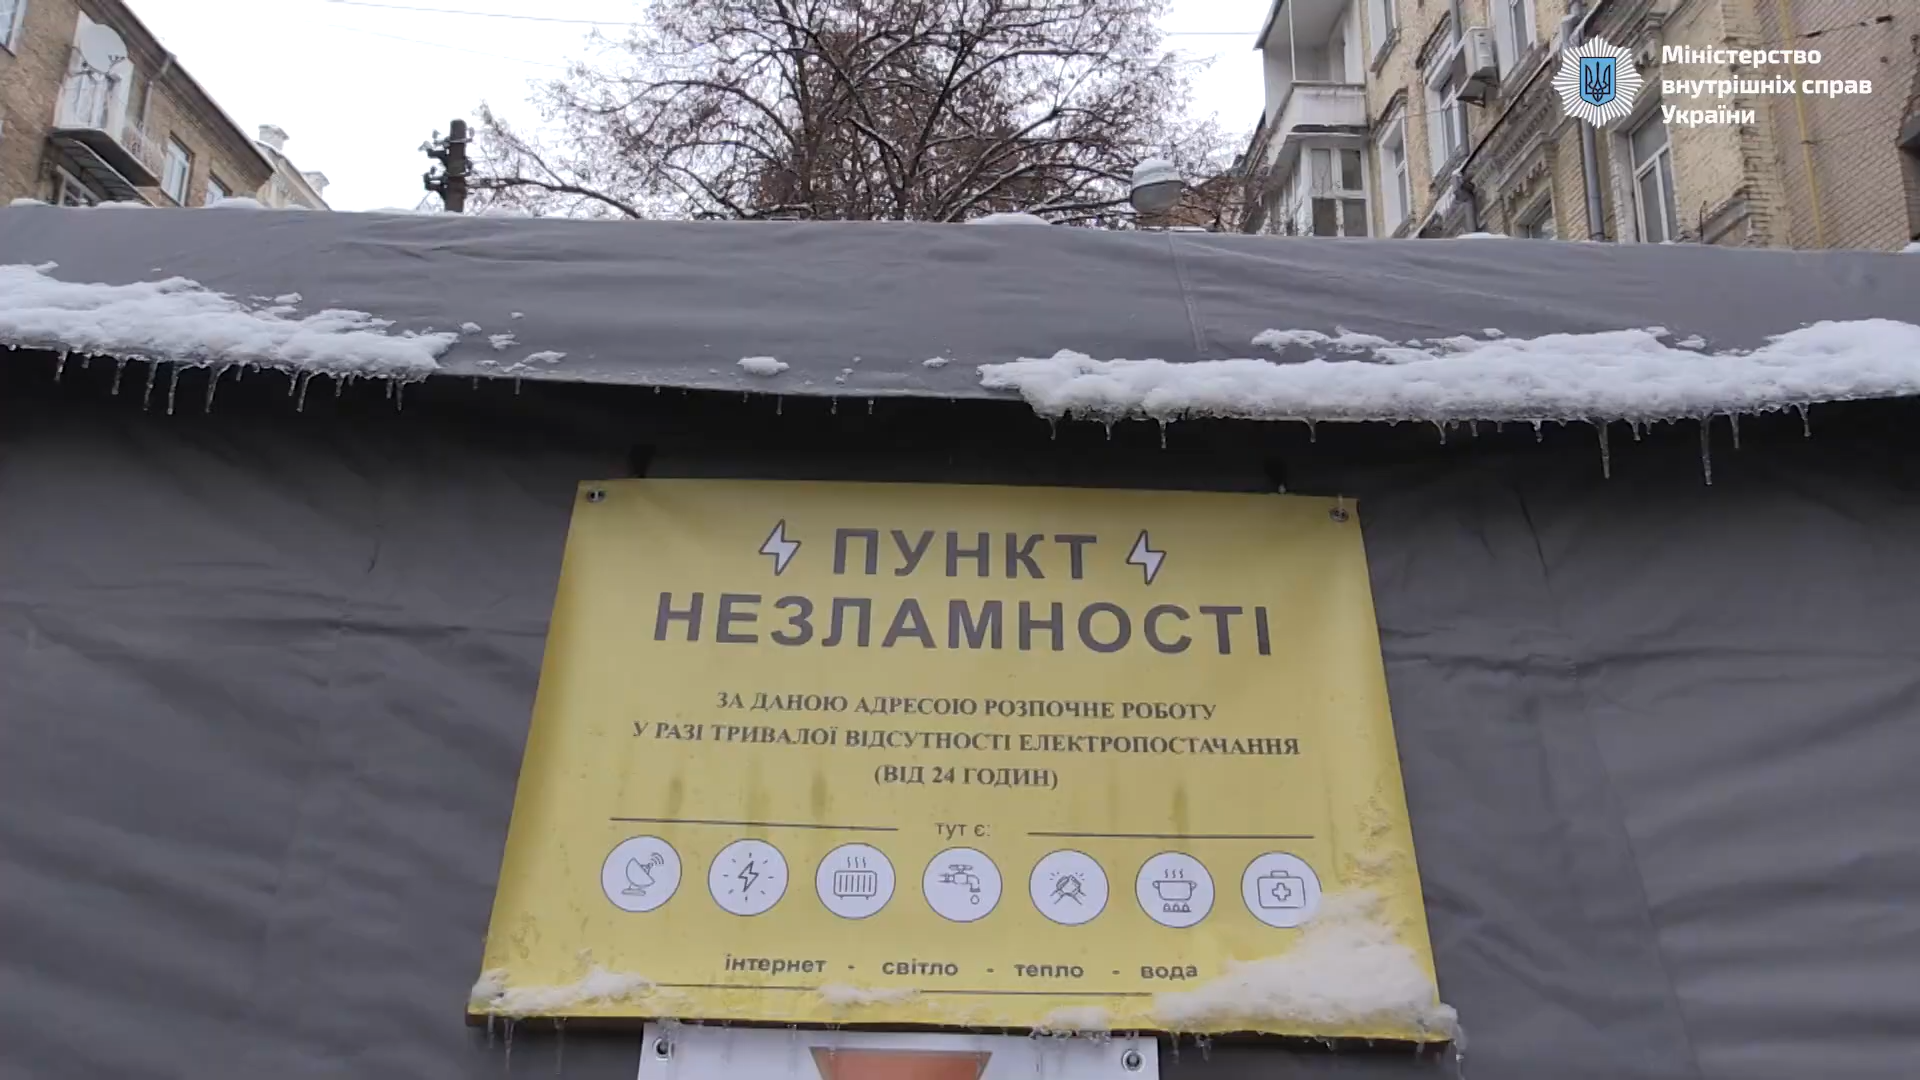 Міністерство
внутрішніх справ
України
ПУНКТ
НЕЗЛАМНОСТІ
ЗА ДАНОЮ АДРЕСОЮ РОЗПОЧНЕ РОБОТУ
У РАЗІ ТРИВАЛОЇ ВІДСУТНОСТІ ЕЛЕКТРОПОСТАЧАННЯ
(ВІД 24 ГОДИН)
тут є:
інтернет - світло - тепло - вода